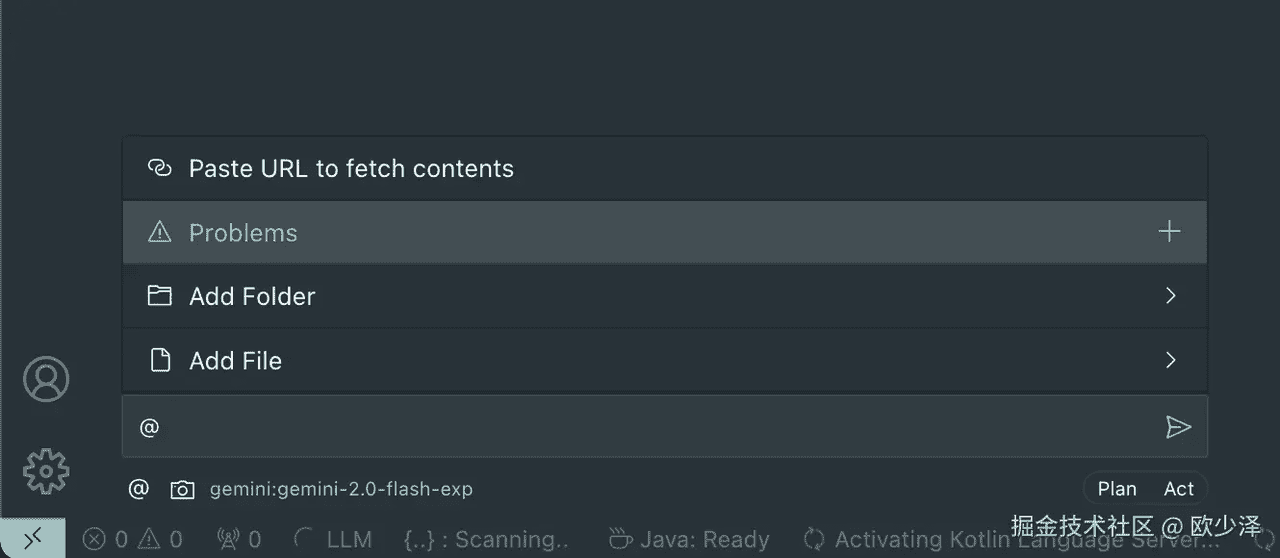 Paste URL to fetch contents
Problems
Add Folder
Add File
@
@ gemini:gemini-2.0-flash-exp Plan Act
掘金技术社区 @ 欧少泽
0 0 0 LLM {..} : Scanning.. Java: Ready Activating Kotlin Language Server...